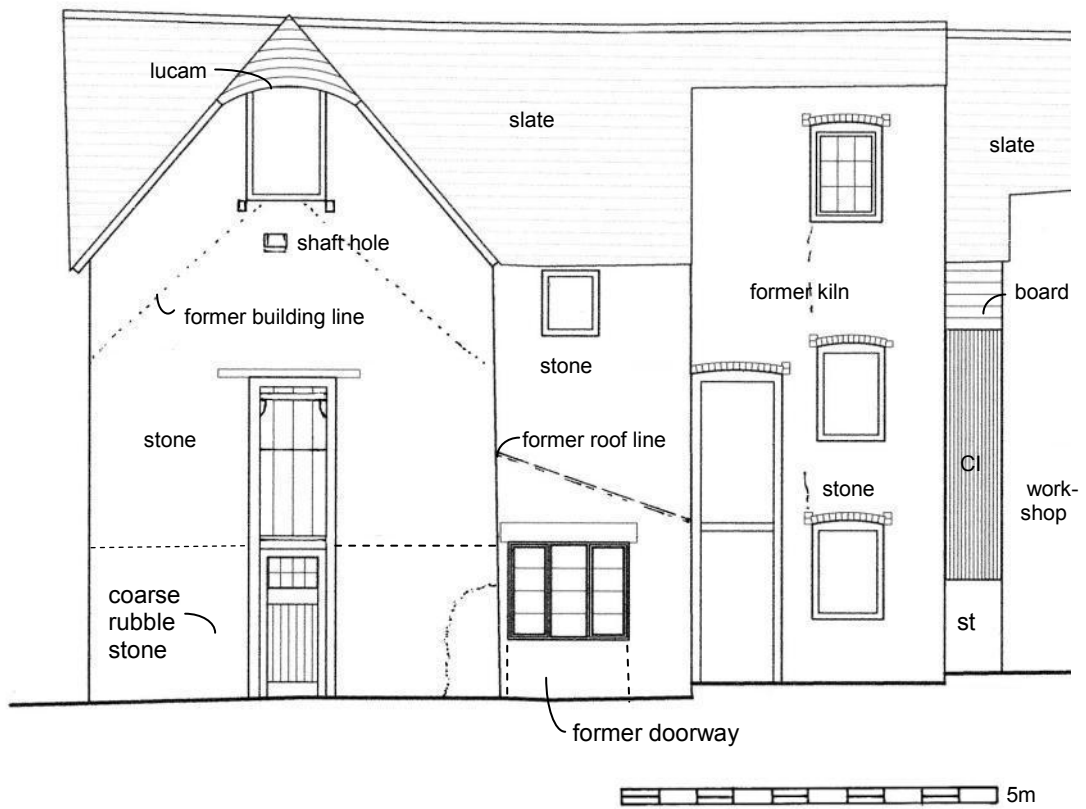 lucam
slate
slate
shaft hole
former building line
former kiln
board
stone
stone
former roof line
CI
stone
work-
shop
coarse
rubble
stone
st
former doorway
5m